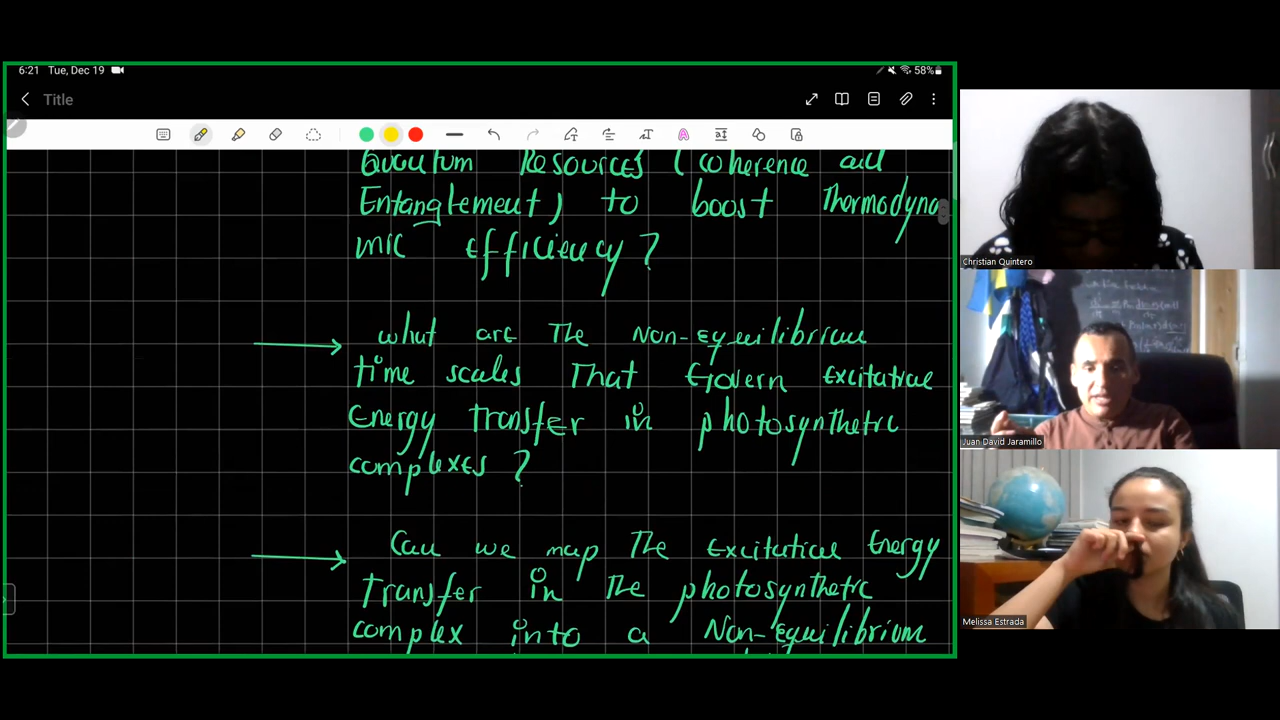 6:21 Tue, Dec 19
58%
Title
Quantum Resources (coherence and
Entanglement) to boost Thermodyna
mic efficiency?
what are The Non-Equilibrium
time scales That Govern Excitation
Energy Transfer in photosynthetic
complexes?
Can we map The Excitation Energy
Transfer in The photosynthetic
complex into a Non-Equilibrium
Christian Quintero
Juan David Jaramillo
Melissa Estrada